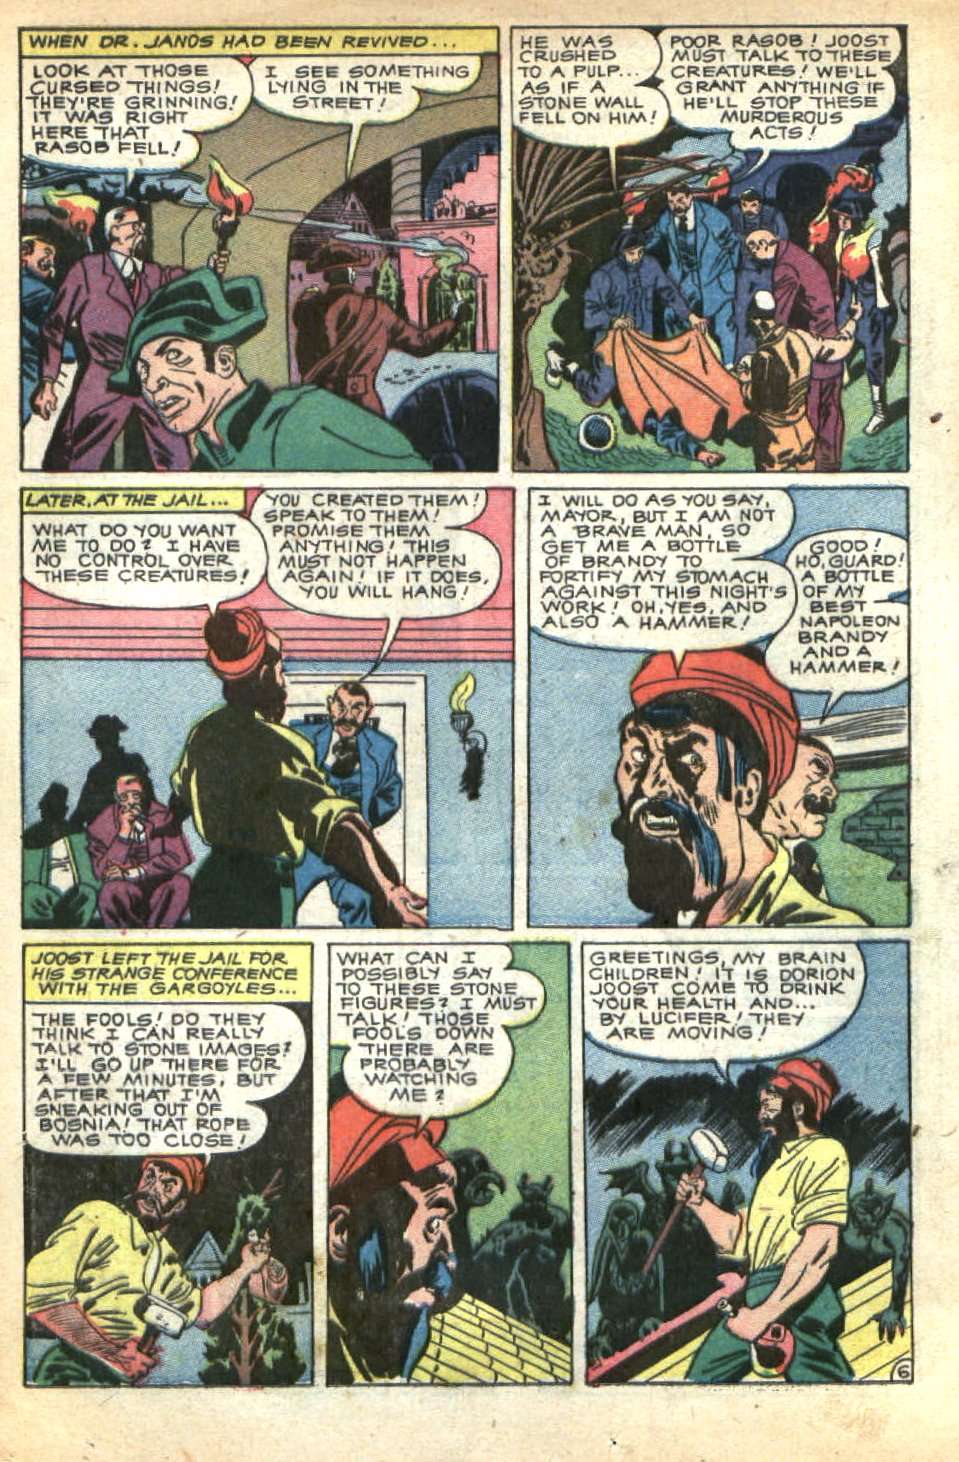 WHEN DR. JANOS HAD BEEN REVIVED...
LOOK AT THOSE
CURSED THINGS!
THEY'RE GRINNING!
IT WAS RIGHT
HERE THAT
RASOB FELL!
I SEE SOMETHING
LYING IN THE
STREET!
HE WAS
CRUSHED
TO A PULP...
AS IF A
STONE WALL
FELL ON HIM!
POOR RASOB! JOOST
MUST TALK TO THESE
CREATURES! WE'LL
GRANT ANYTHING IF
HE'LL STOP THESE
MURDEROUS
ACTS!
LATER, AT THE JAIL...
WHAT DO YOU WANT
ME TO DO? I HAVE
NO CONTROL OVER
THESE CREATURES!
YOU CREATED THEM!
SPEAK TO THEM!
PROMISE THEM
ANYTHING! THIS
MUST NOT HAPPEN
AGAIN! IF IT DOES,
YOU WILL HANG!
I WILL DO AS YOU SAY,
MAYOR, BUT I AM NOT
A BRAVE MAN, SO
GET ME A BOTTLE
OF BRANDY TO
FORTIFY MY STOMACH
AGAINST THIS NIGHT'S
WORK! OH, YES, AND
ALSO A HAMMER!
GOOD!
HO, GUARD!
A BOTTLE
OF MY
BEST
NAPOLEON
BRANDY
AND A
HAMMER!
JOOST LEFT THE JAIL FOR
HIS STRANGE CONFERENCE
WITH THE GARGOYLES...
THE FOOLS! DO THEY
THINK I CAN REALLY
TALK TO STONE IMAGES?
I'LL GO UP THERE FOR
A FEW MINUTES, BUT
AFTER THAT I'M
SNEAKING OUT OF
BOSNIA! THAT ROPE
WAS TOO CLOSE!
WHAT CAN I
POSSIBLY SAY
TO THESE STONE
FIGURES? I MUST
TALK! THOSE
FOOLS DOWN
THERE ARE
PROBABLY
WATCHING
ME?
GREETINGS, MY BRAIN
CHILDREN! IT IS DORION
JOOST COME TO DRINK
YOUR HEALTH AND...
BY LUCIFER! THEY
ARE MOVING!
6